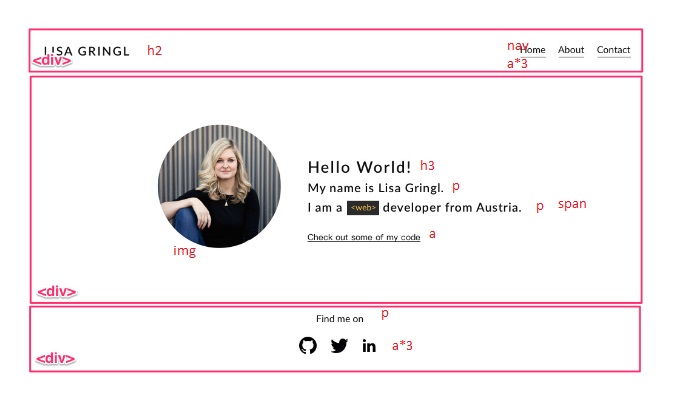 LISA GRINGL h2 nav Home About Contact
<div> a*3
Hello World! h3
My name is Lisa Gringl. p
I am a <web> developer from Austria. p span
Check out some of my code a
img
<div>
Find me on p
in a*3
<div>